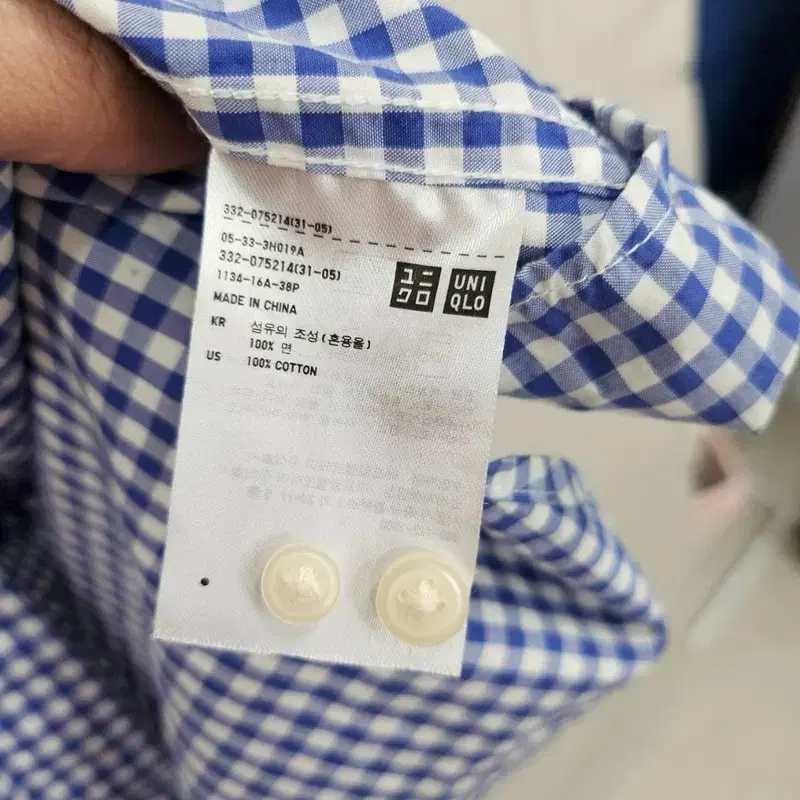 332-075214(31-05)
05-33-3H019A
332-075214(31-05)
1134-16A-38P
MADE IN CHINA
ユニ
クロ
UNI
QLO
KR 섬유의 조성(혼용율)
100% 면
US 100% COTTON